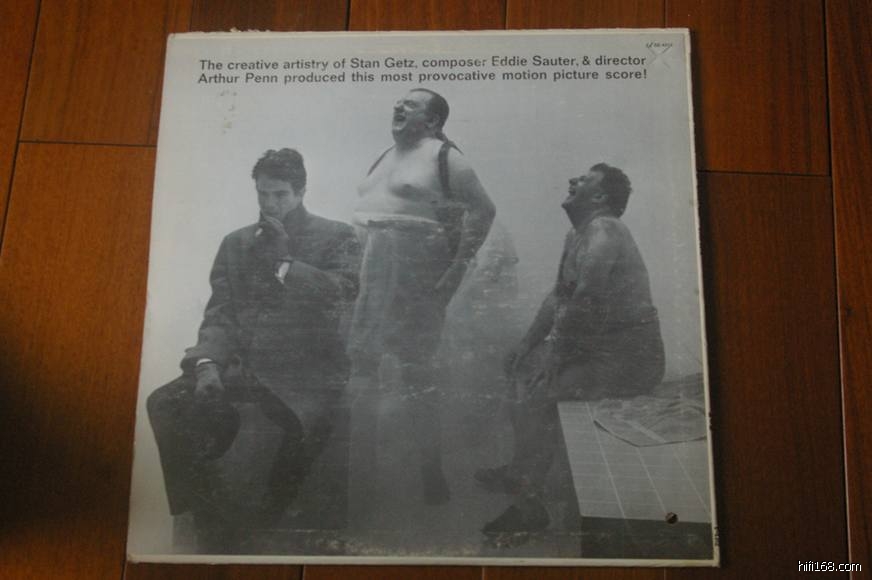 The creative artistry of Stan Getz, composer Eddie Sauter, & director
Arthur Penn produced this most provocative motion picture score!
hifi168.com